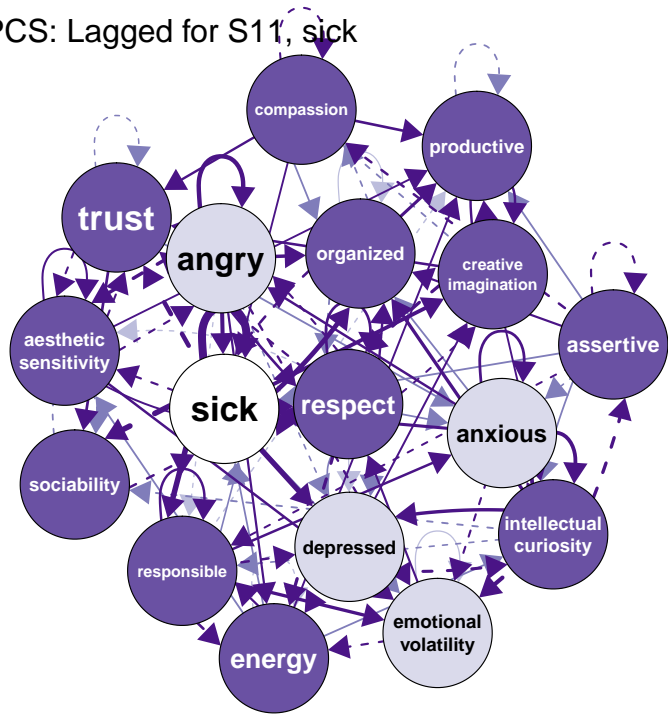 PCS: Lagged for S11, sick
compassion
productive
trust
angry
organized
creative
imagination
aesthetic
sensitivity
assertive
sick
respect
anxious
sociability
intellectual
curiosity
depressed
responsible
emotional
volatility
energy